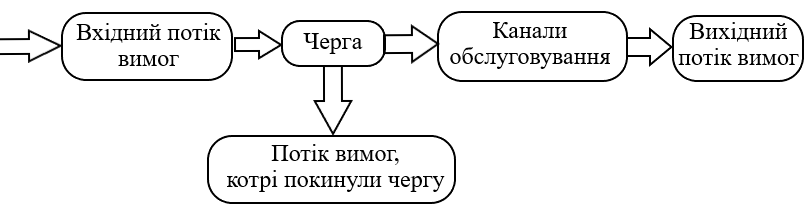 Вхідний потік
вимог
Черга
Канали
обслуговування
Вихідний
потік вимог
Потік вимог,
котрі покинули чергу